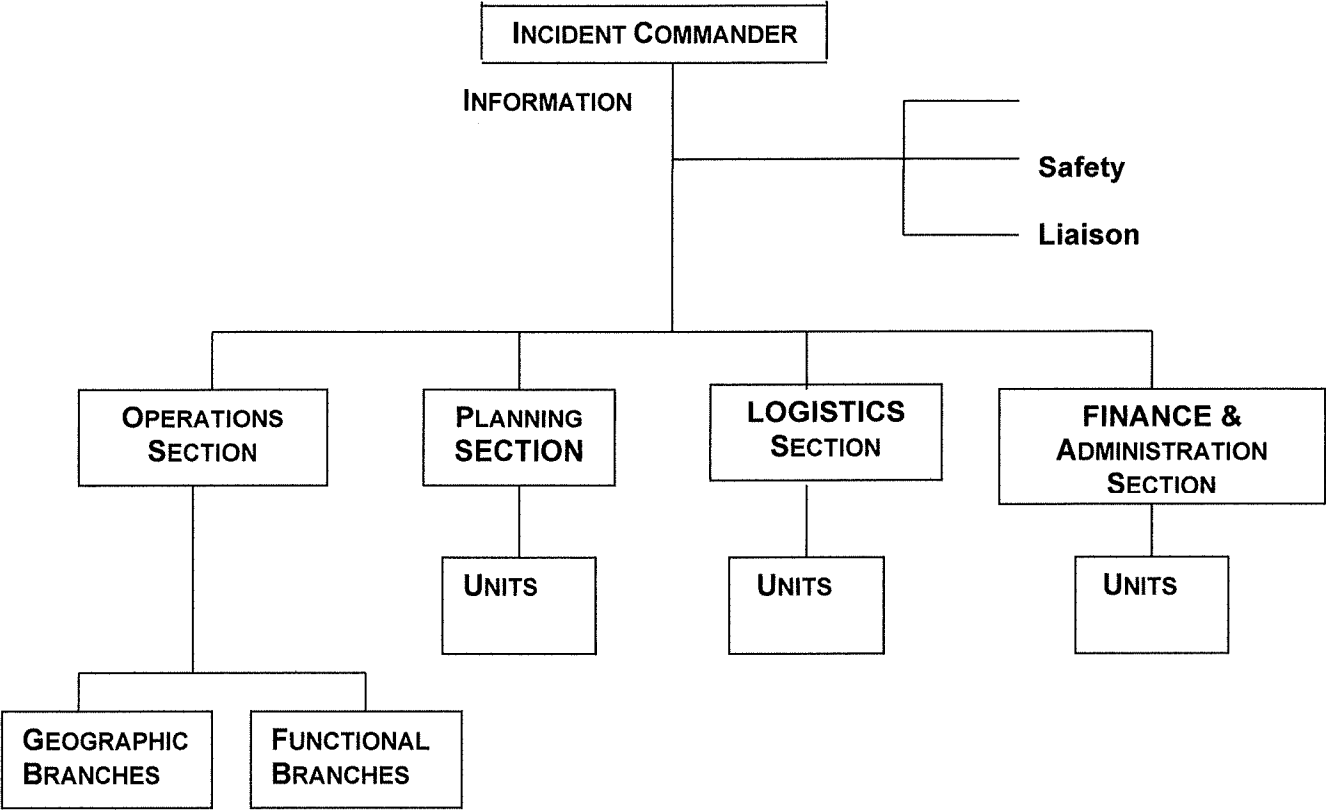 INCIDENT COMMANDER
INFORMATION
Safety
Liaison
OPERATIONS
SECTION
PLANNING
SECTION
LOGISTICS
SECTION
FINANCE &
ADMINISTRATION
SECTION
UNITS
UNITS
UNITS
GEOGRAPHIC
BRANCHES
FUNCTIONAL
BRANCHES